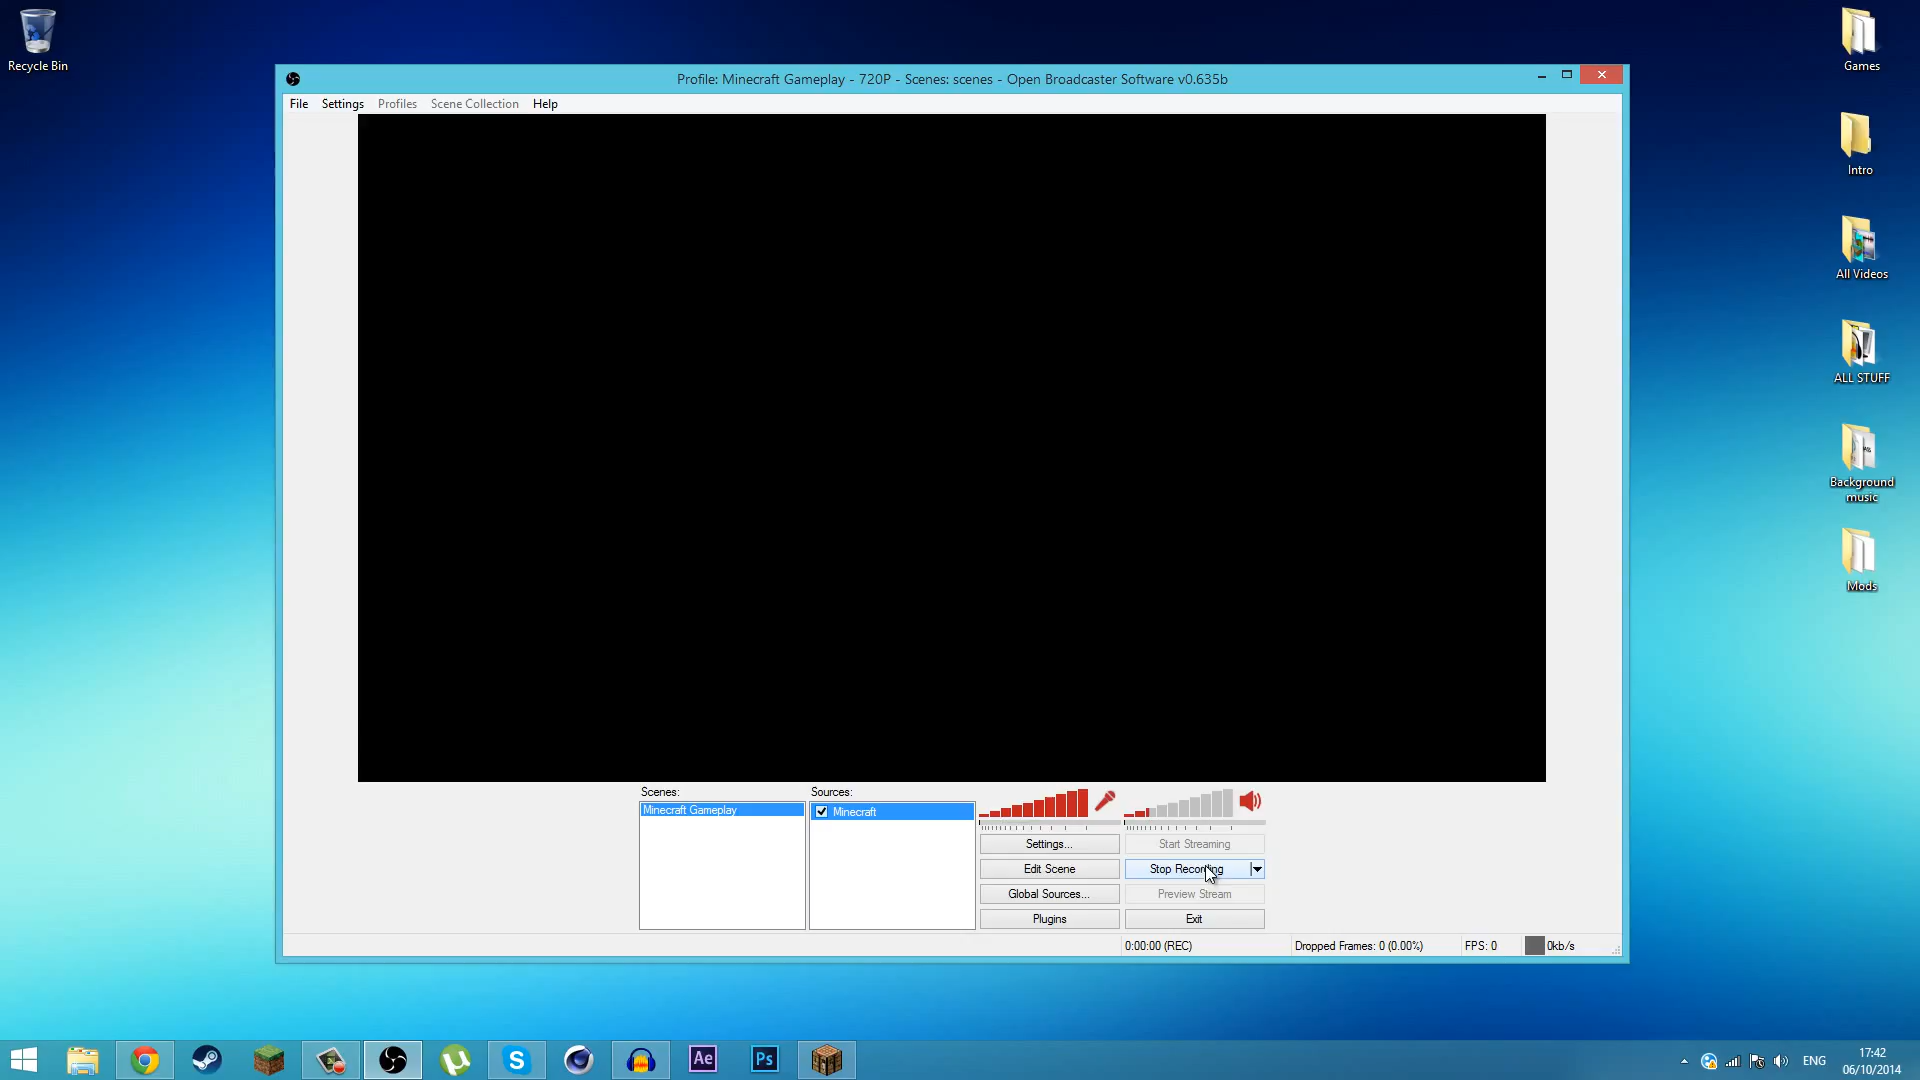 Recycle Bin
Profile: Minecraft Gameplay - 720P - Scenes: scenes - Open Broadcaster Software v0.635b
File Settings Profiles Scene Collection Help
Games
Intro
All Videos
ALL STUFF
Background
music
Mods
Scenes:
Minecraft Gameplay
Sources:
Minecraft
Settings...
Start Streaming
Edit Scene
Stop Recording
Global Sources...
Preview Stream
Plugins
Exit
0:00:00 (REC)
Dropped Frames: 0 (0.00%)
FPS: 0
0kb/s
Ae
Ps
ENG
17:42
06/10/2014